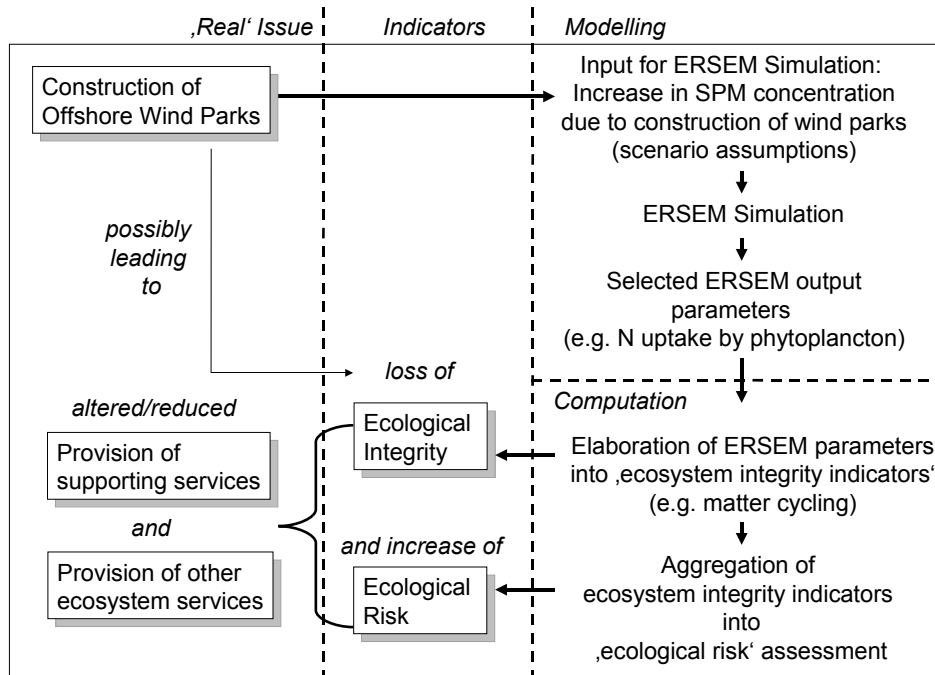 ‚Real‘ Issue
Indicators
Modelling
Construction of
Offshore Wind Parks
Input for ERSEM Simulation:
Increase in SPM concentration
due to construction of wind parks
(scenario assumptions)
ERSEM Simulation
possibly
leading
to
Selected ERSEM output
parameters
(e.g. N uptake by phytoplancton)
loss of
Computation
altered/reduced
Ecological
Integrity
Provision of
supporting services
Elaboration of ERSEM parameters
into ‚ecosystem integrity indicators‘
(e.g. matter cycling)
and
and increase of
Provision of other
ecosystem services
Ecological
Risk
Aggregation of
ecosystem integrity indicators
into
‚ecological risk‘ assessment